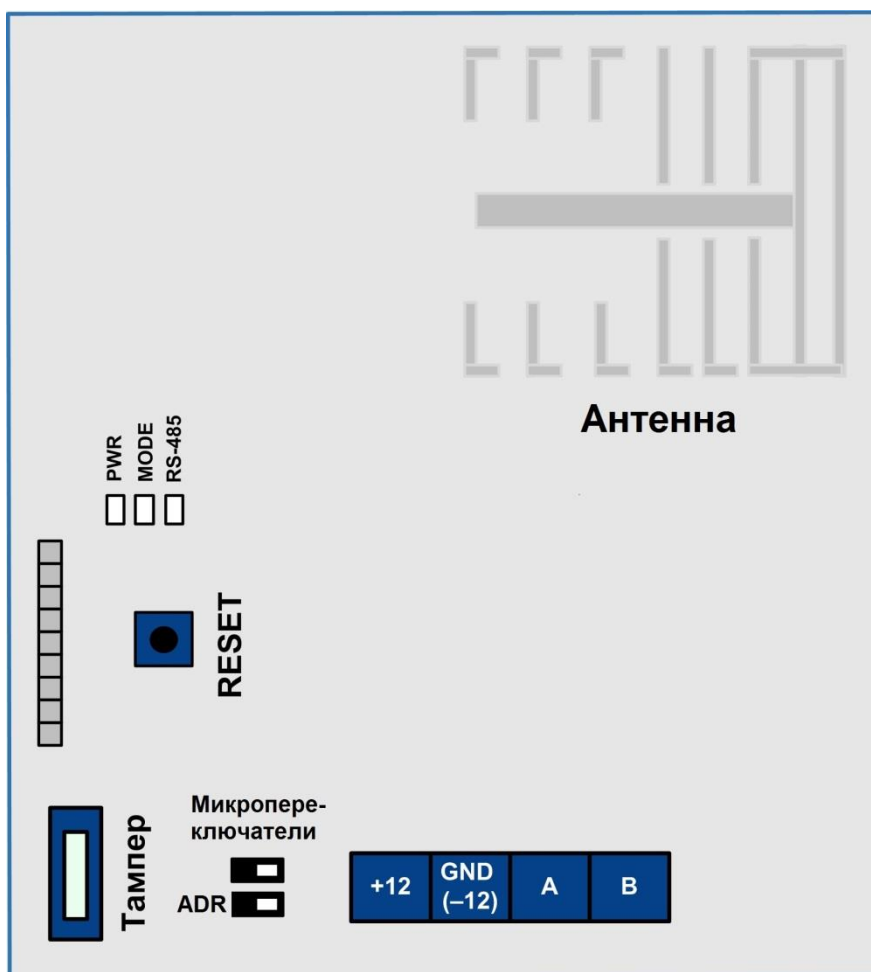 Антенна
PWR
MODE
RS-485
RESET
Тампер
Микропере-
ключатели
ADR
+12
GND
(–12)
A
B